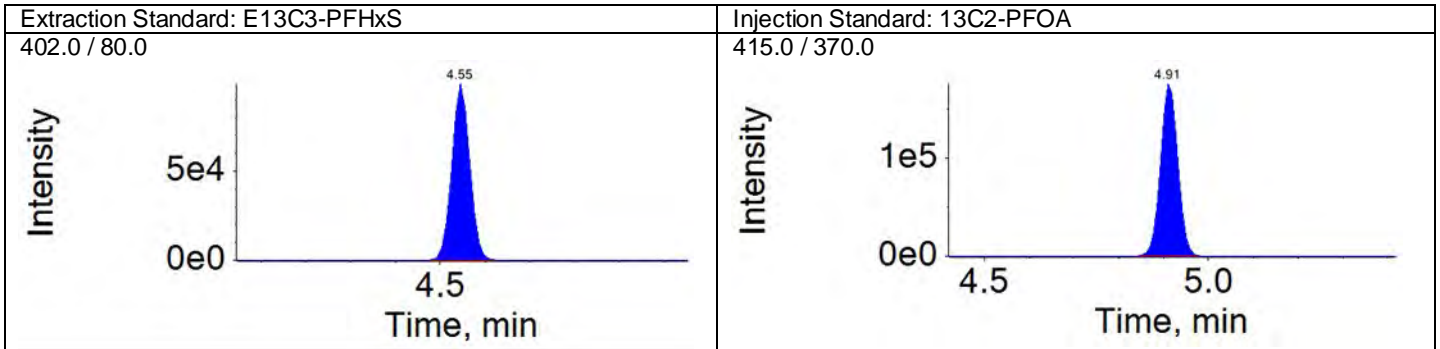 Extraction Standard: E13C3-PFHxS
402.0 / 80.0
4.55
Intensity
5e4
0e0
4.5
Time, min
Injection Standard: 13C2-PFOA
415.0 / 370.0
4.91
Intensity
1e5
0e0
4.5 5.0
Time, min